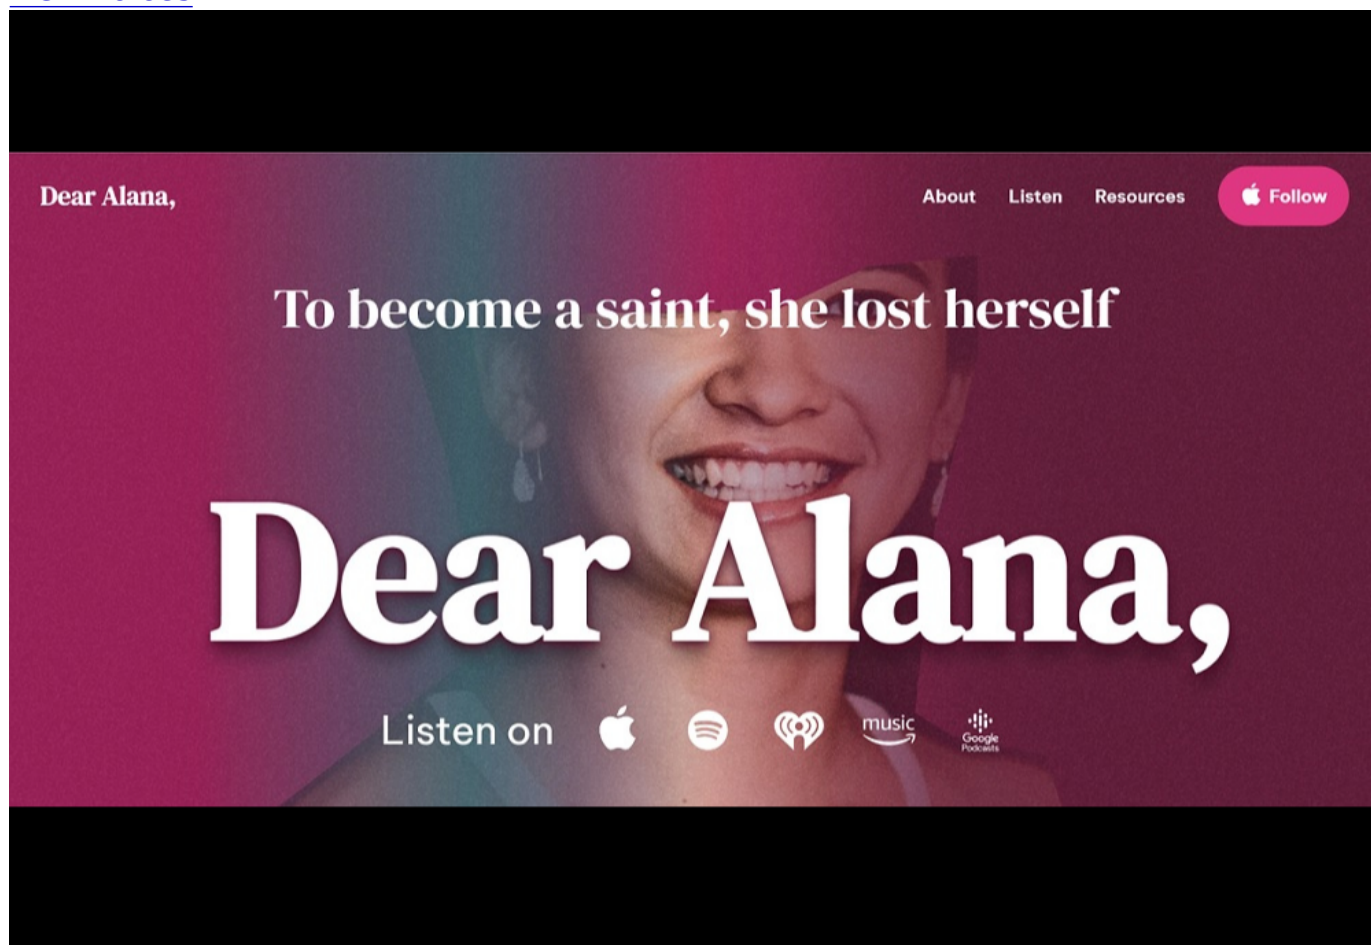 Dear Alana,
About Listen Resources Follow
To become a saint, she lost herself
Dear Alana,
Listen on
music
Google
Podcasts